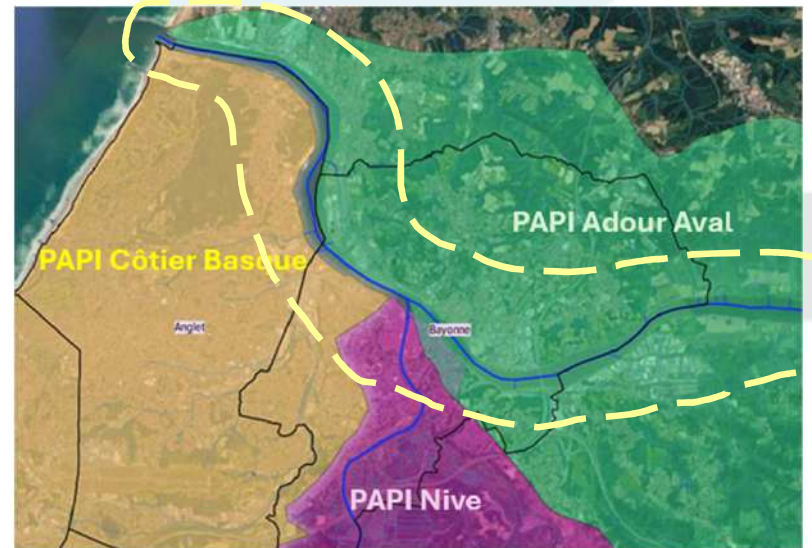 PAPI Adour Aval
PAPI Côtier Basque
Anglet
Bayonne
PAPI Nive